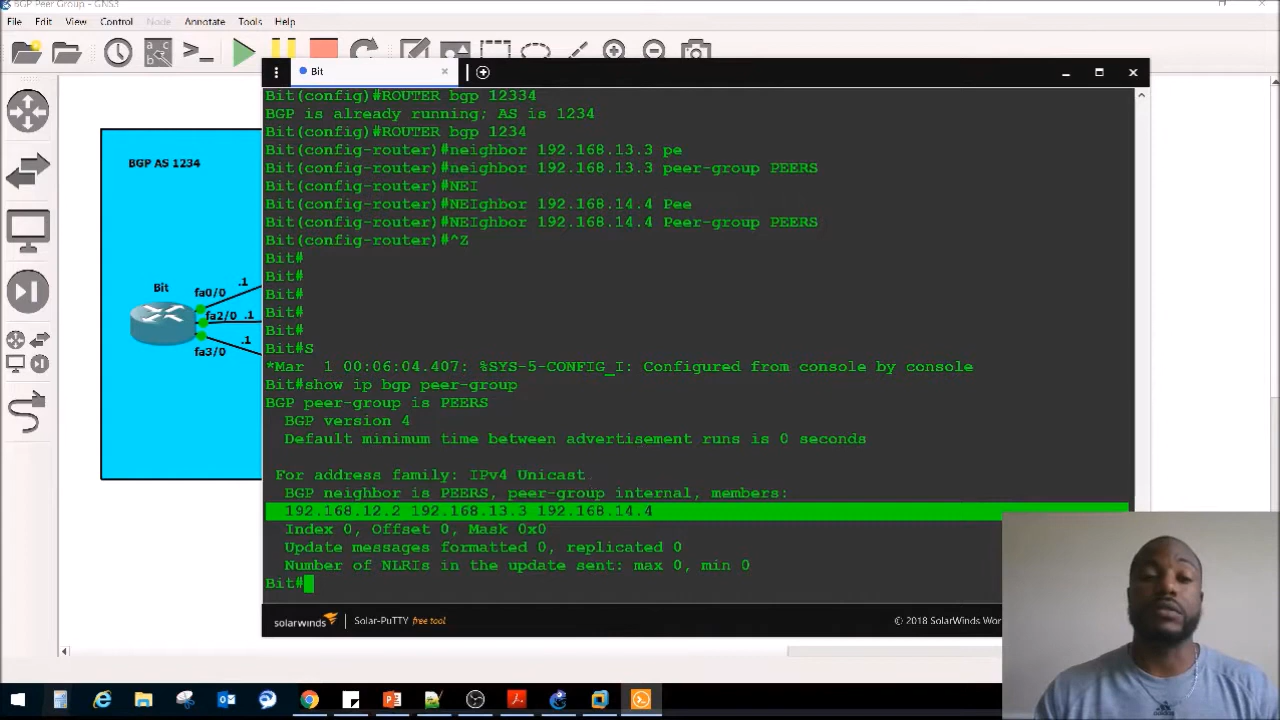 BGP Peer Group - GNS3
File Edit View Control Node Annotate Tools Help
Bit
Bit(config)#ROUTER bgp 12334
BGP is already running; AS is 1234
Bit(config)#ROUTER bgp 1234
Bit(config-router)#neighbor 192.168.13.3 pe
Bit(config-router)#neighbor 192.168.13.3 peer-group PEERS
Bit(config-router)#NEI
Bit(config-router)#NEIghbor 192.168.14.4 Pee
Bit(config-router)#NEIghbor 192.168.14.4 Peer-group PEERS
Bit(config-router)#^Z
Bit#
Bit#
Bit#
Bit#
Bit#
Bit#S
*Mar  1 00:06:04.407: %SYS-5-CONFIG_I: Configured from console by console
Bit#show ip bgp peer-group
BGP peer-group is PEERS
BGP version 4
Default minimum time between advertisement runs is 0 seconds
For address family: IPv4 Unicast
BGP neighbor is PEERS, peer-group internal, members:
192.168.12.2 192.168.13.3 192.168.14.4
Index 0, Offset 0, Mask 0x0
Update messages formatted 0, replicated 0
Number of NLRIs in the update sent: max 0, min 0
Bit#
BGP AS 1234
Bit
fa0/0 .1
fa2/0 .1
fa3/0 .1
solarwinds Solar-PuTTY free tool
© 2018 SolarWinds Wor